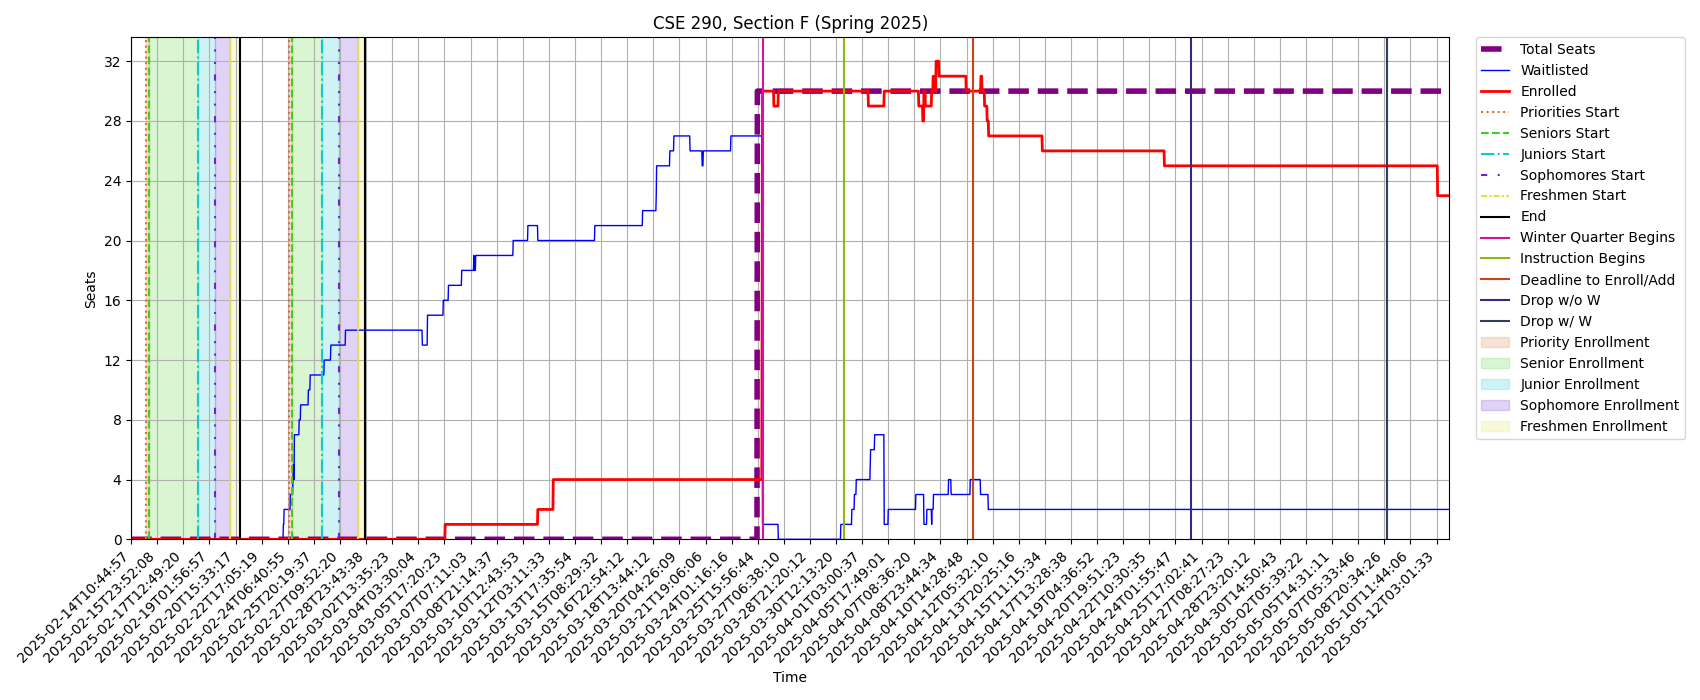 CSE 290, Section F (Spring 2025)
Seats
32
28
24
20
16
12
8
4
0
2025-02-14T10:44:57
2025-02-15T23:52:08
2025-02-17T12:49:20
2025-02-19T01:56:57
2025-02-20T15:33:17
2025-02-22T17:05:19
2025-02-24T06:40:55
2025-02-25T20:19:37
2025-02-27T09:52:20
2025-02-28T23:43:38
2025-03-02T13:35:23
2025-03-04T03:30:04
2025-03-05T17:20:23
2025-03-07T07:11:03
2025-03-08T21:14:37
2025-03-10T12:43:53
2025-03-12T03:11:33
2025-03-13T17:35:54
2025-03-15T08:29:32
2025-03-16T22:54:12
2025-03-18T13:44:12
2025-03-20T04:26:09
2025-03-21T19:06:06
2025-03-24T01:16:16
2025-03-25T15:56:44
2025-03-27T06:38:10
2025-03-28T21:20:12
2025-03-30T12:13:20
2025-04-01T03:00:37
2025-04-05T17:49:01
2025-04-07T08:36:20
2025-04-08T23:44:34
2025-04-10T14:28:48
2025-04-12T05:32:10
2025-04-13T20:25:16
2025-04-15T11:15:34
2025-04-17T13:28:38
2025-04-19T04:36:52
2025-04-20T19:51:23
2025-04-22T10:30:35
2025-04-24T01:55:47
2025-04-25T17:02:41
2025-04-27T08:27:23
2025-04-28T23:20:12
2025-04-30T14:50:43
2025-05-02T05:39:22
2025-05-05T14:31:11
2025-05-07T05:33:46
2025-05-08T20:34:26
2025-05-10T11:44:06
2025-05-12T03:01:33
Time
Total Seats
Waitlisted
Enrolled
Priorities Start
Seniors Start
Juniors Start
Sophomores Start
Freshmen Start
End
Winter Quarter Begins
Instruction Begins
Deadline to Enroll/Add
Drop w/o W
Drop w/ W
Priority Enrollment
Senior Enrollment
Junior Enrollment
Sophomore Enrollment
Freshmen Enrollment